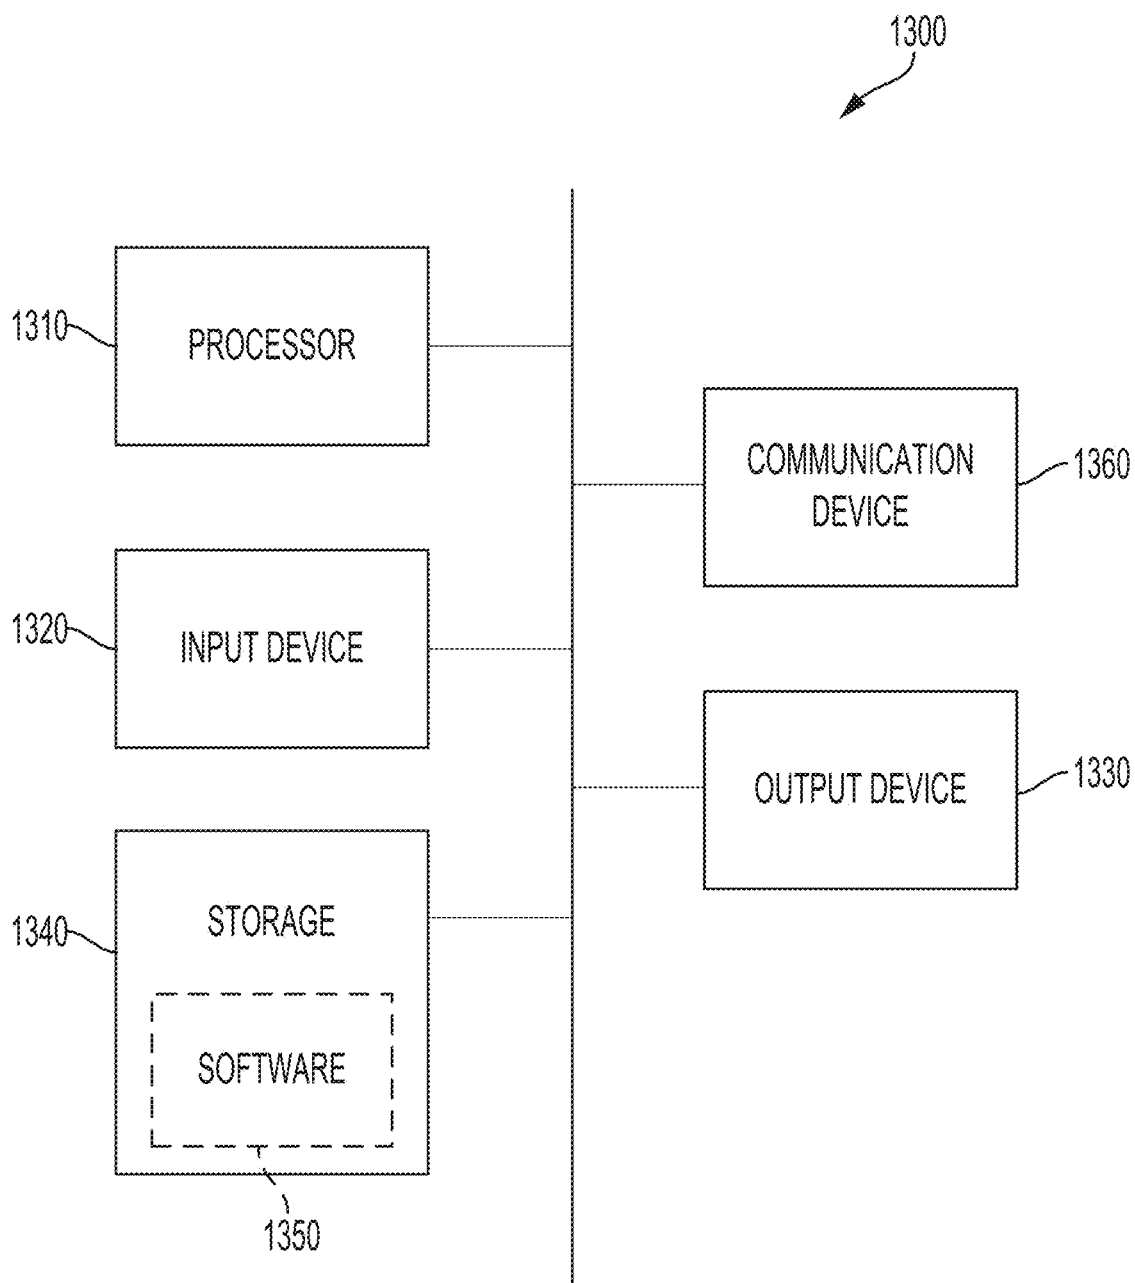 1300
1310
PROCESSOR
COMMUNICATION
DEVICE
1360
1320
INPUT DEVICE
OUTPUT DEVICE
1330
1340
STORAGE
SOFTWARE
1350